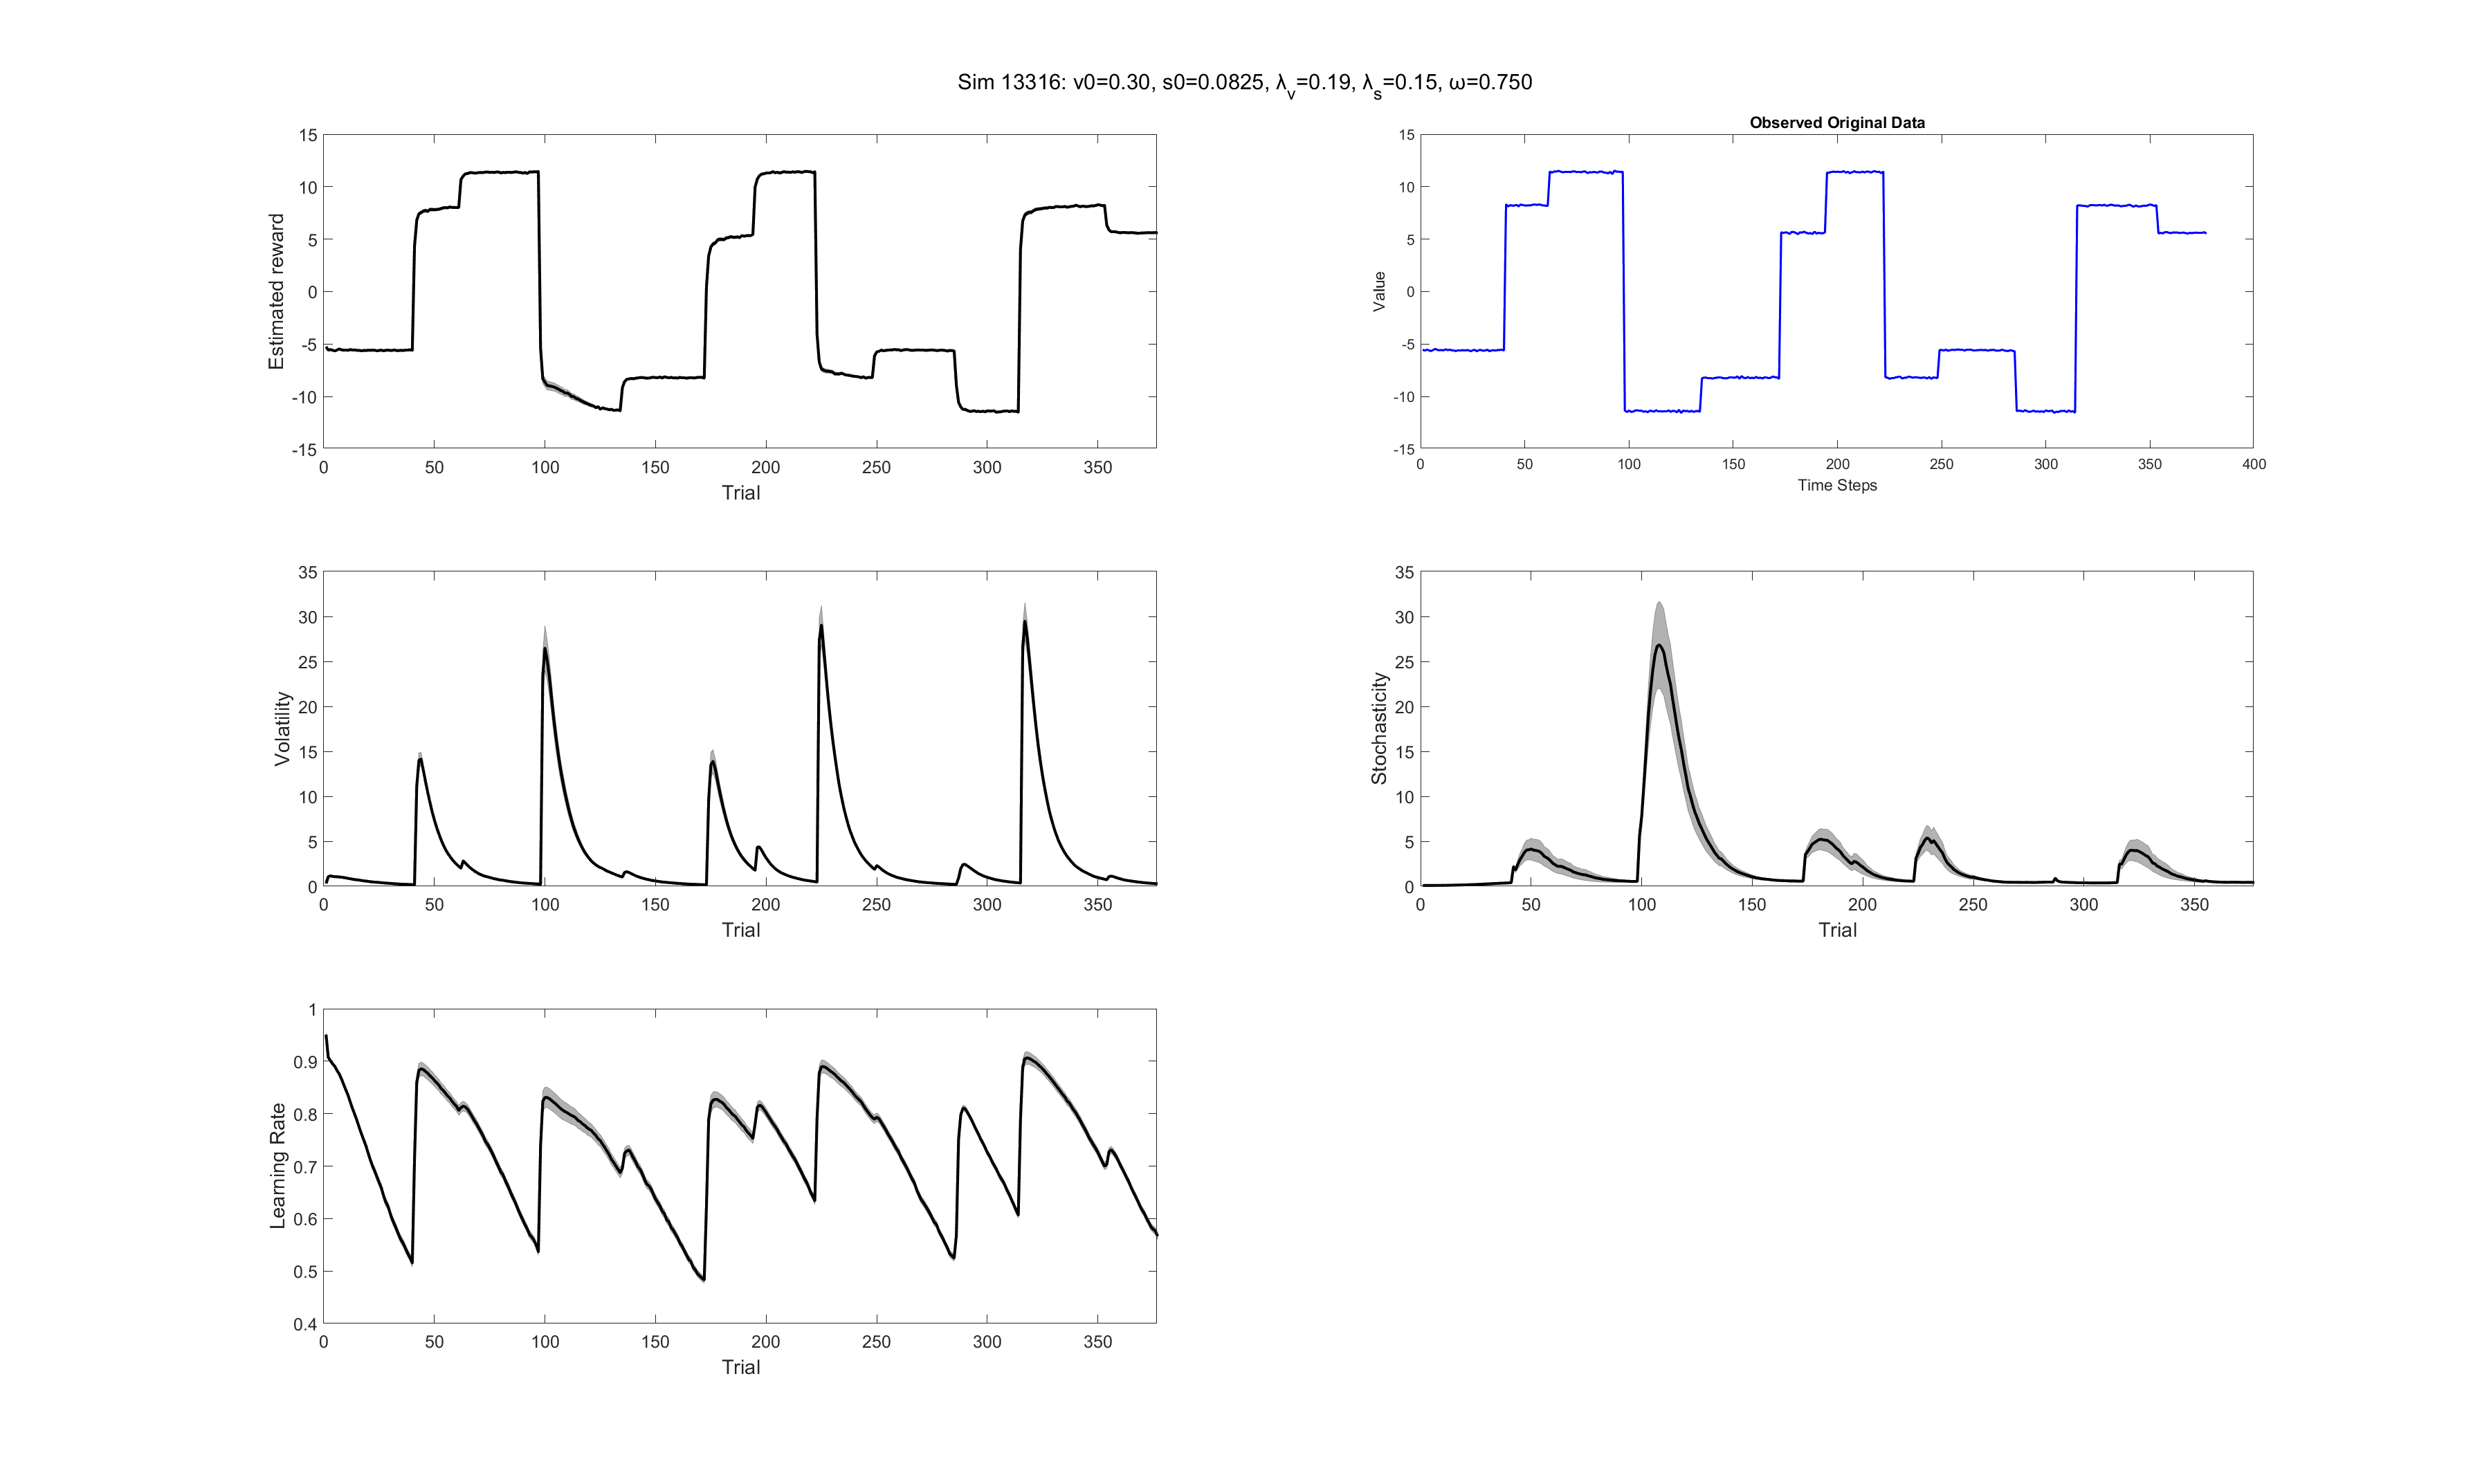 Sim 13316: v0=0.30, s0=0.0825, λv=0.19, λs=0.15, ω=0.750
15
10
5
0
-5
-10
-15
Estimated reward
0 50 100 150 200 250 300 350
Trial
Observed Original Data
15
10
5
0
-5
-10
-15
Value
0 50 100 150 200 250 300 350 400
Time Steps
35
30
25
20
15
10
5
0
Volatility
0 50 100 150 200 250 300 350
Trial
35
30
25
20
15
10
5
0
Stochasticity
0 50 100 150 200 250 300 350
Trial
1
0.9
0.8
0.7
0.6
0.5
0.4
Learning Rate
0 50 100 150 200 250 300 350
Trial